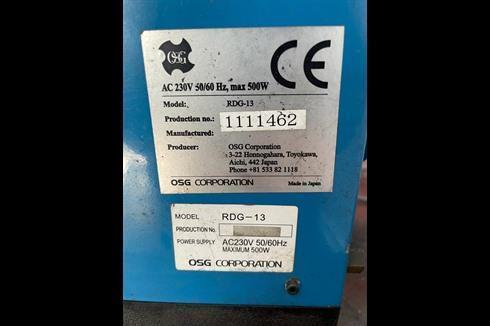 OSG
CE
AC 230V 50/60 Hz, max 500W
Model: RDG-13
Production no.: 1111462
Manufactured:
Producer: OSG Corporation
3-22 Honnogahara, Toyokawa,
Aichi, 442 Japan
Phone +81 533 82 1118
OSG CORPORATION Made in Japan
MODEL RDG-13
PRODUCTION No.
POWER SUPPLY AC230V 50/60Hz
MAXIMUM 500W
OSG CORPORATION